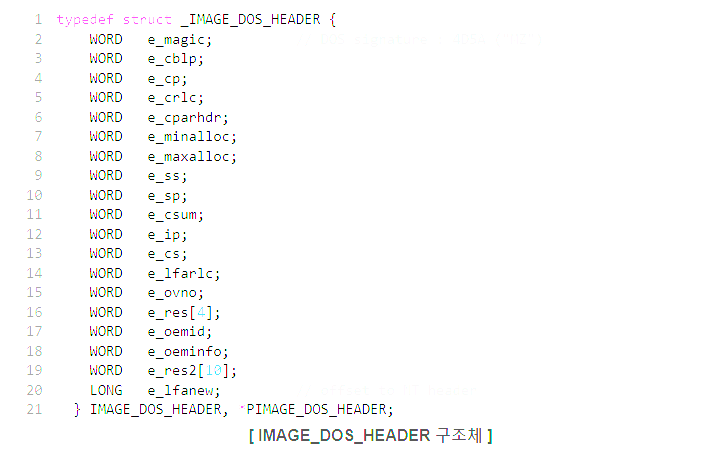 1 typedef struct _IMAGE_DOS_HEADER {
2 WORD e_magic;
3 WORD e_cblp;
4 WORD e_cp;
5 WORD e_crlc;
6 WORD e_cparhdr;
7 WORD e_minalloc;
8 WORD e_maxalloc;
9 WORD e_ss;
10 WORD e_sp;
11 WORD e_csum;
12 WORD e_ip;
13 WORD e_cs;
14 WORD e_lfarlc;
15 WORD e_ovno;
16 WORD e_res[4];
17 WORD e_oemid;
18 WORD e_oeminfo;
19 WORD e_res2[10];
20 LONG e_lfanew;
21 } IMAGE_DOS_HEADER, *PIMAGE_DOS_HEADER;
[ IMAGE_DOS_HEADER 구조체 ]